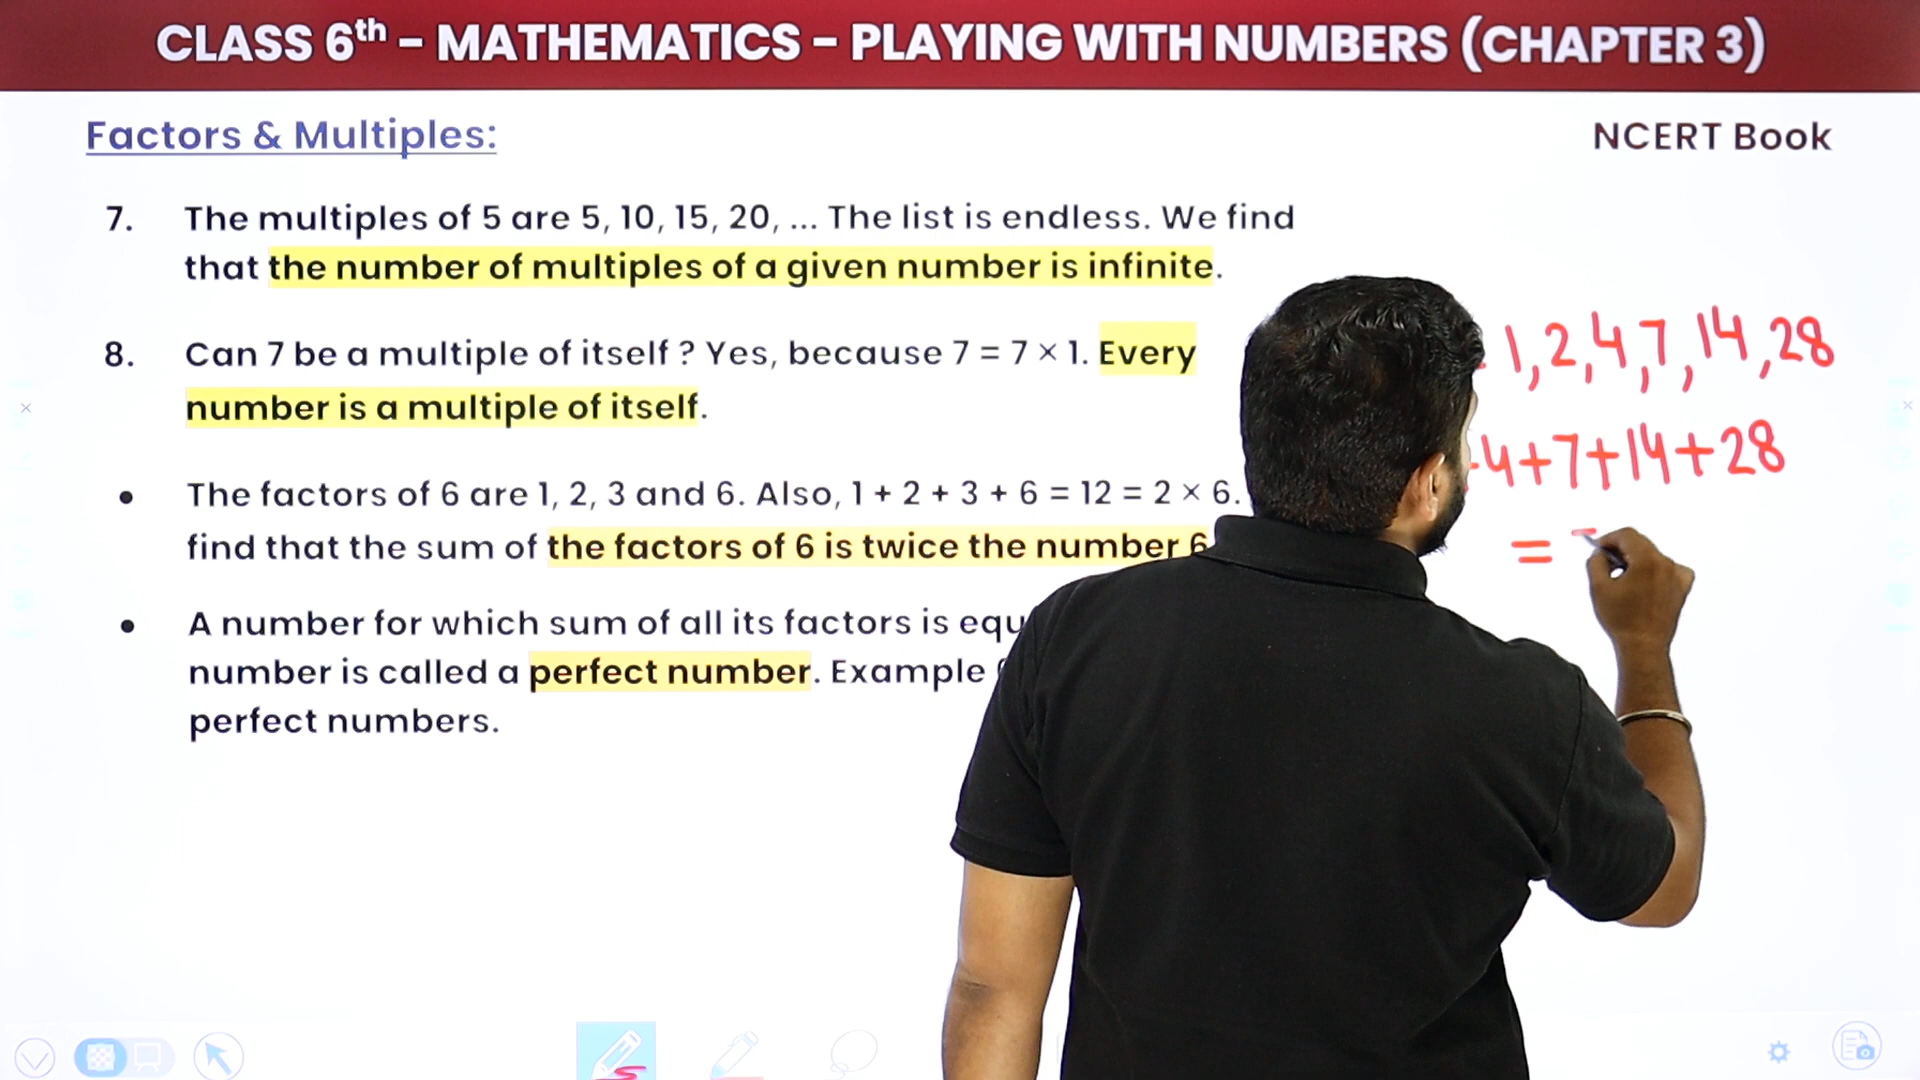 CLASS 6th - MATHEMATICS - PLAYING WITH NUMBERS (CHAPTER 3)
Factors & Multiples:
NCERT Book
7. The multiples of 5 are 5, 10, 15, 20, ... The list is endless. We find
that the number of multiples of a given number is infinite.
8. Can 7 be a multiple of itself ? Yes, because 7 = 7 × 1. Every
number is a multiple of itself.
• The factors of 6 are 1, 2, 3 and 6. Also, 1 + 2 + 3 + 6 = 12 = 2 × 6.
find that the sum of the factors of 6 is twice the number 6
• A number for which sum of all its factors is equ
number is called a perfect number. Example
perfect numbers.
1, 2, 4, 7, 14, 28
4+7+14+28
=